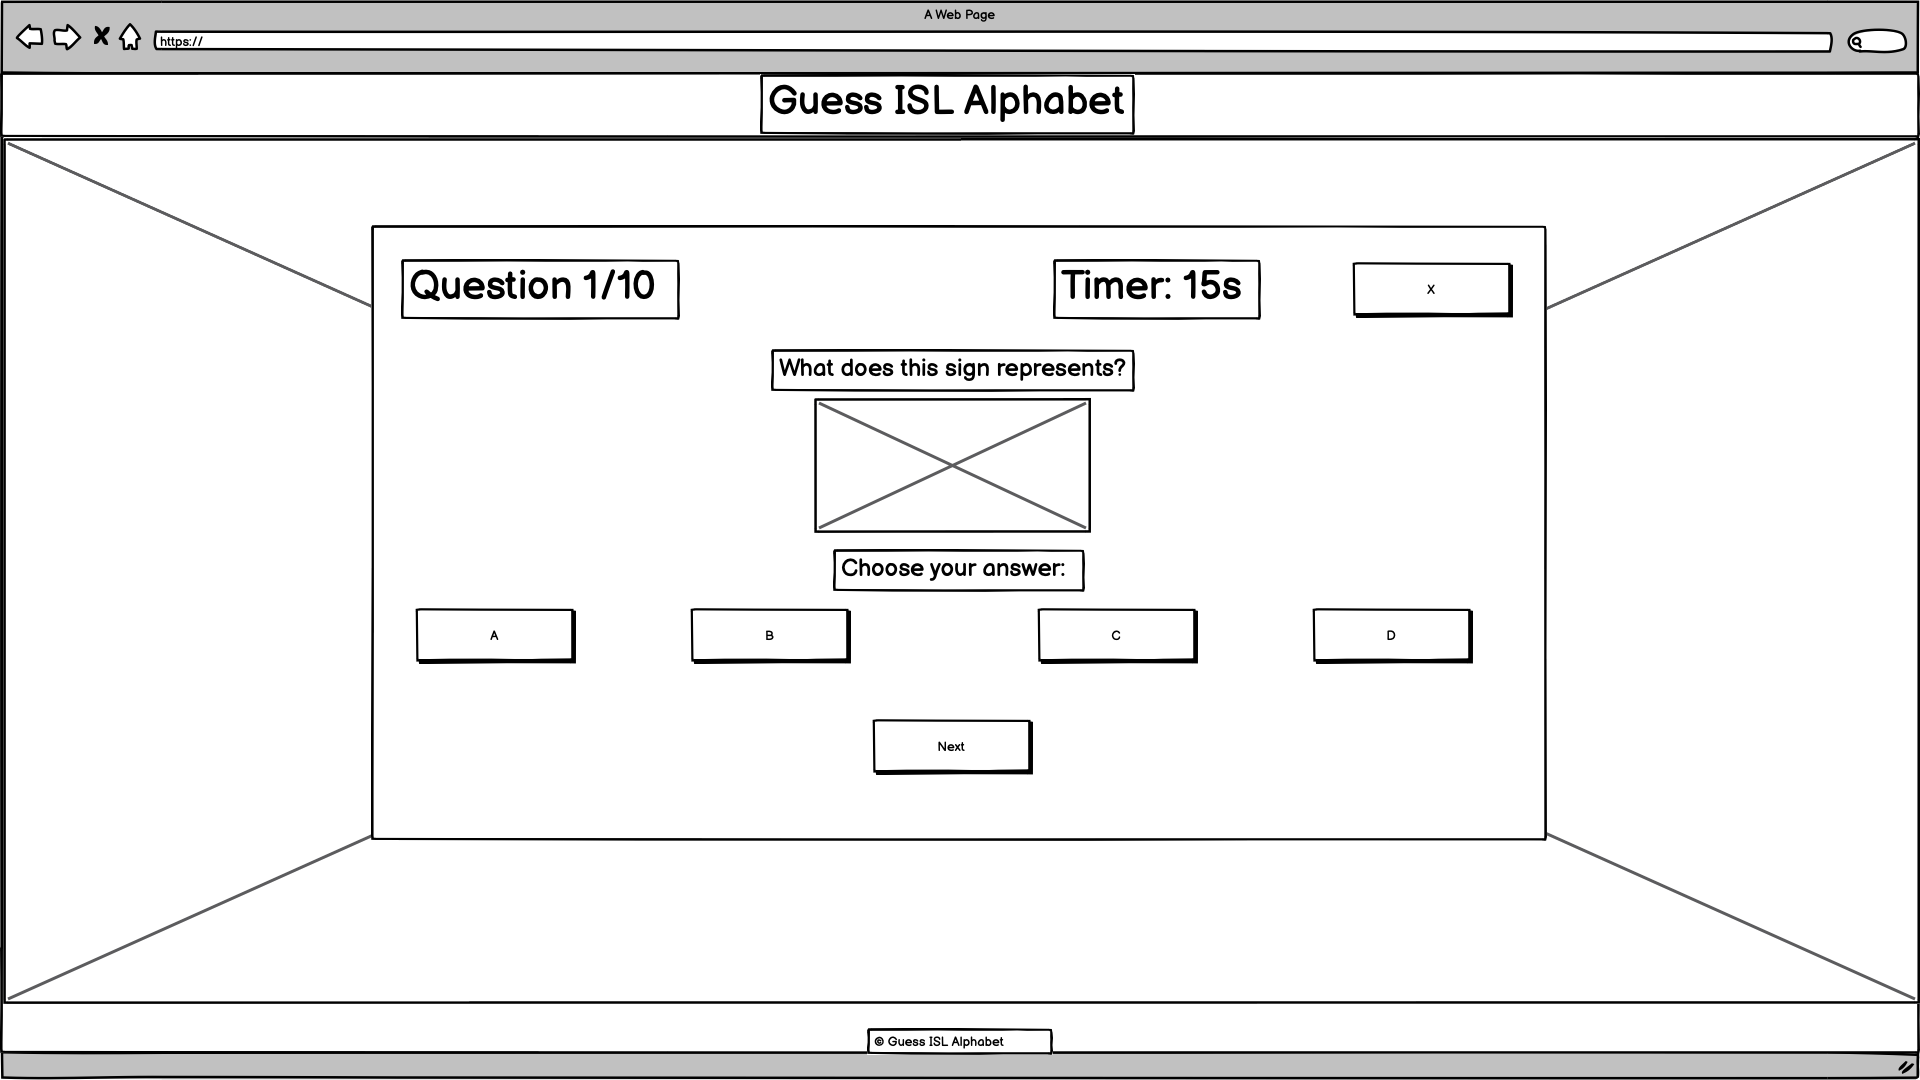 A Web Page
https://
Guess ISL Alphabet
Question 1/10
Timer: 15s
X
What does this sign represents?
Choose your answer:
A
B
C
D
Next
© Guess ISL Alphabet